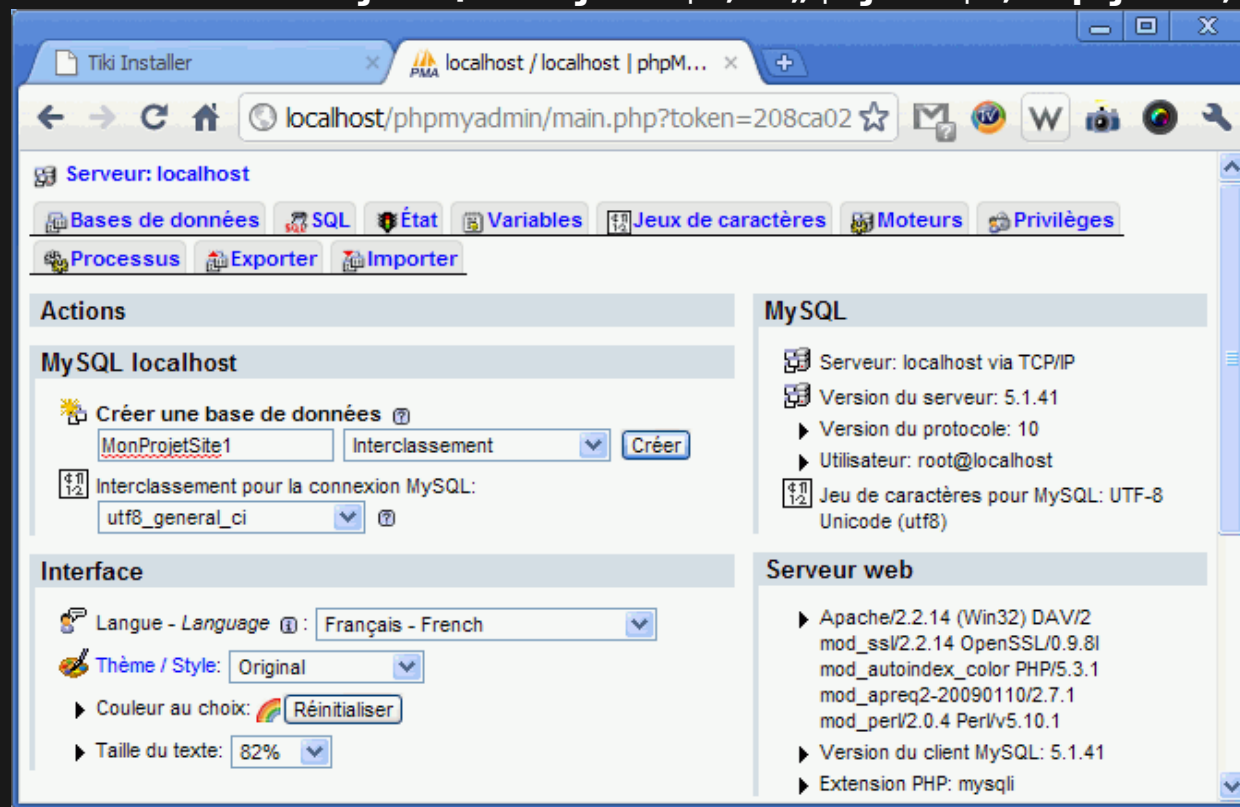 Tiki Installer
localhost / localhost | phpM...
localhost/phpmyadmin/main.php?token=208ca02
Serveur: localhost
Bases de données SQL État Variables Jeux de caractères Moteurs Privilèges
Processus Exporter Importer
Actions
MySQL localhost
Créer une base de données
MonProjetSite1 Interclassement Créer
Interclassement pour la connexion MySQL:
utf8_general_ci
Interface
Langue - Language : Français - French
Thème / Style: Original
Couleur au choix: Réinitialiser
Taille du texte: 82%
MySQL
Serveur: localhost via TCP/IP
Version du serveur: 5.1.41
Version du protocole: 10
Utilisateur: root@localhost
Jeu de caractères pour MySQL: UTF-8
Unicode (utf8)
Serveur web
Apache/2.2.14 (Win32) DAV/2
mod_ssl/2.2.14 OpenSSL/0.9.8l
mod_autoindex_color PHP/5.3.1
mod_apreq2-20090110/2.7.1
mod_perl/2.0.4 Perl/v5.10.1
Version du client MySQL: 5.1.41
Extension PHP: mysqli